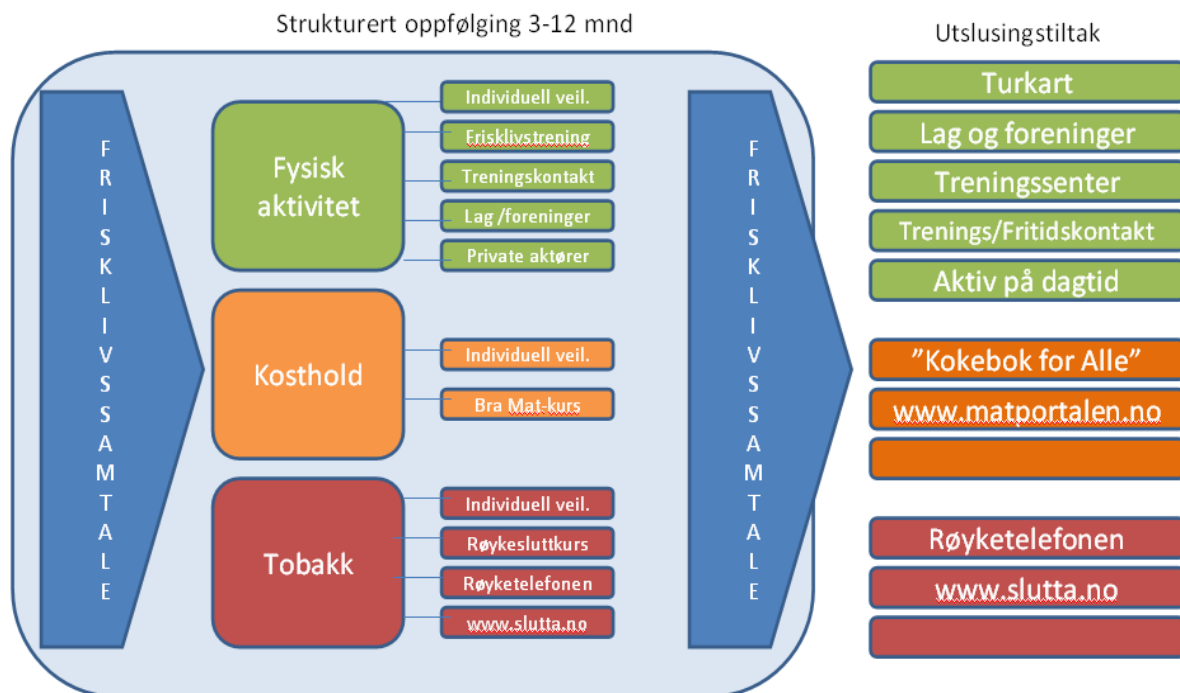 Strukturert oppfølging 3-12 mnd
FRISKLIVSSAMTALE
Fysisk
aktivitet
Individuell veil.
Frisklivstrening
Treningskontakt
Lag /foreninger
Private aktører
Kosthold
Individuell veil.
Bra Mat-kurs
Tobakk
Individuell veil.
Røykesluttkurs
Røyketelefonen
www.slutta.no
FRISKLIVSSAMTALE
Utslusingstiltak
Turkart
Lag og foreninger
Treningssenter
Trenings/Fritidskontakt
Aktiv på dagtid
”Kokebok for Alle”
www.matportalen.no
Røyketelefonen
www.slutta.no